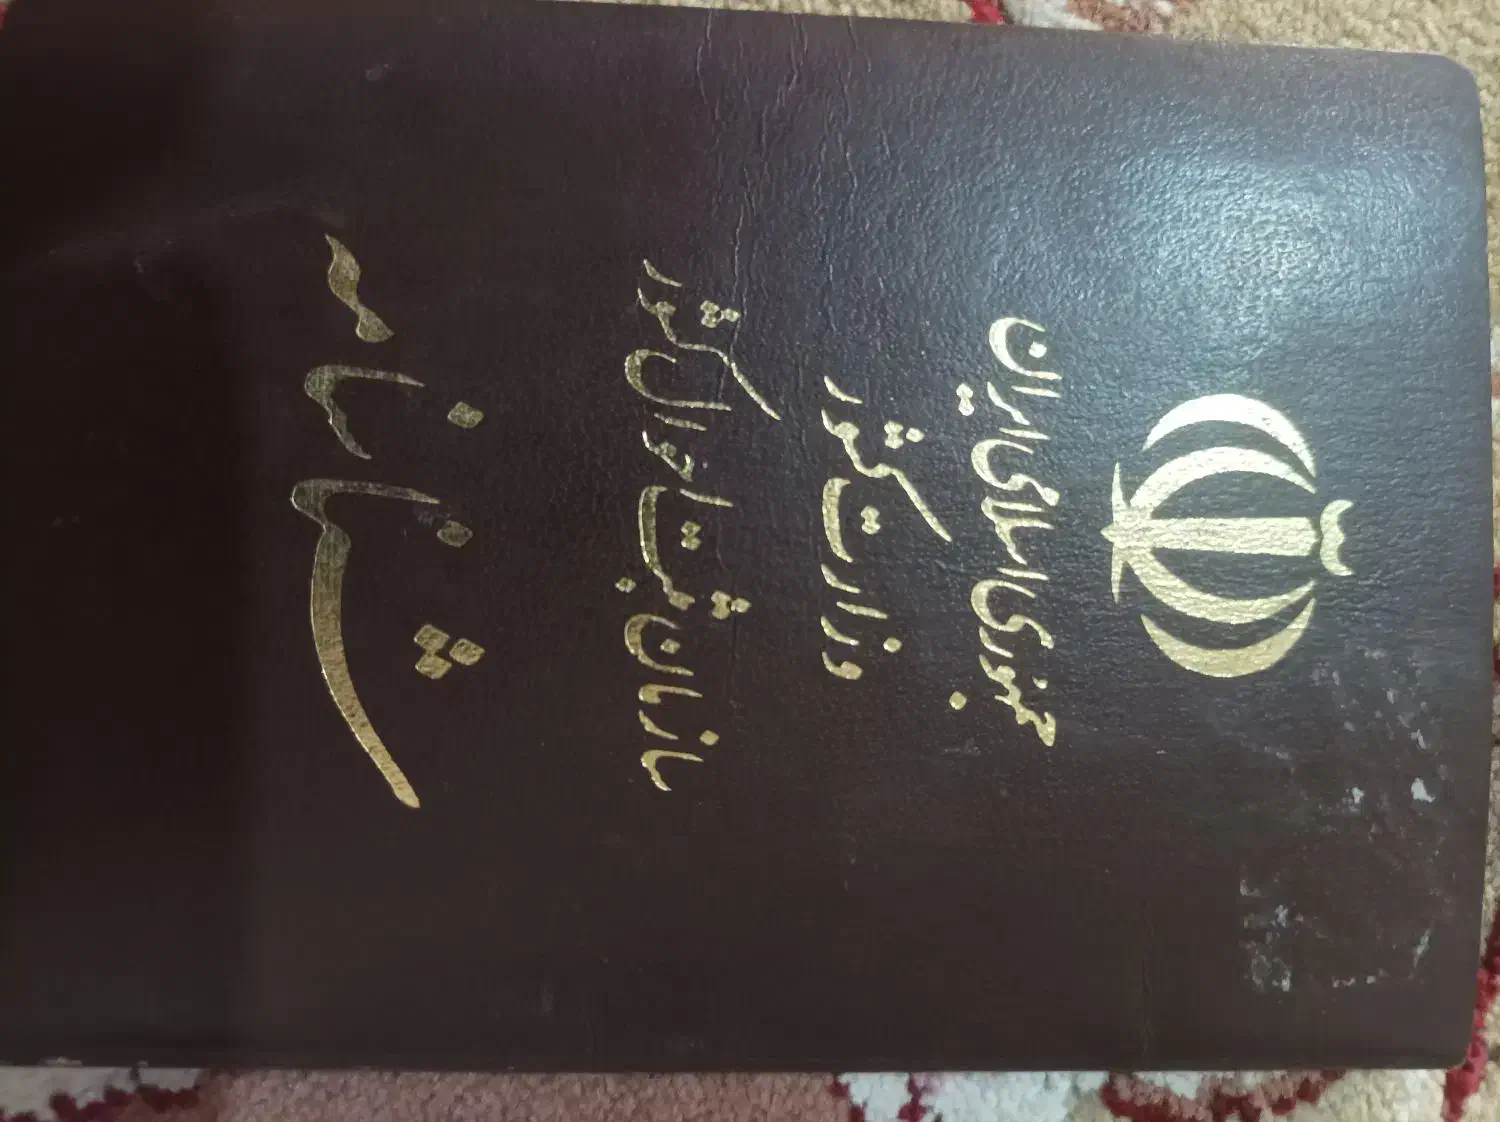 جمهوری اسلامی ایران
وزارت کشور
سازمان ثبت احوال کشور
شناسنامه